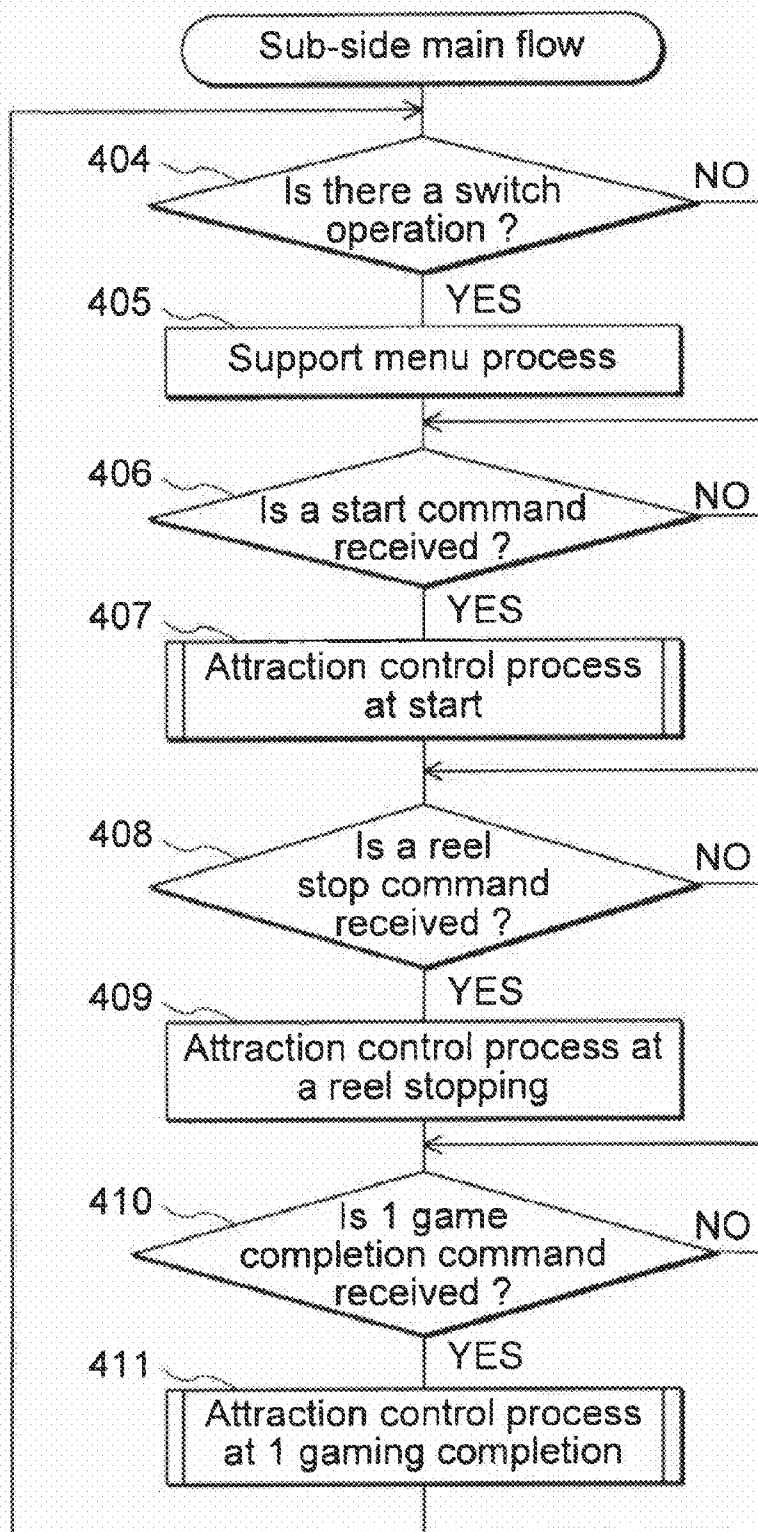 Sub-side main flow
404
Is there a switch
operation ?
NO
YES
405
Support menu process
406
Is a start command
received ?
NO
YES
407
Attraction control process
at start
408
Is a reel
stop command
received ?
NO
YES
409
Attraction control process at
a reel stopping
410
Is 1 game
completion command
received ?
NO
YES
411
Attraction control process
at 1 gaming completion